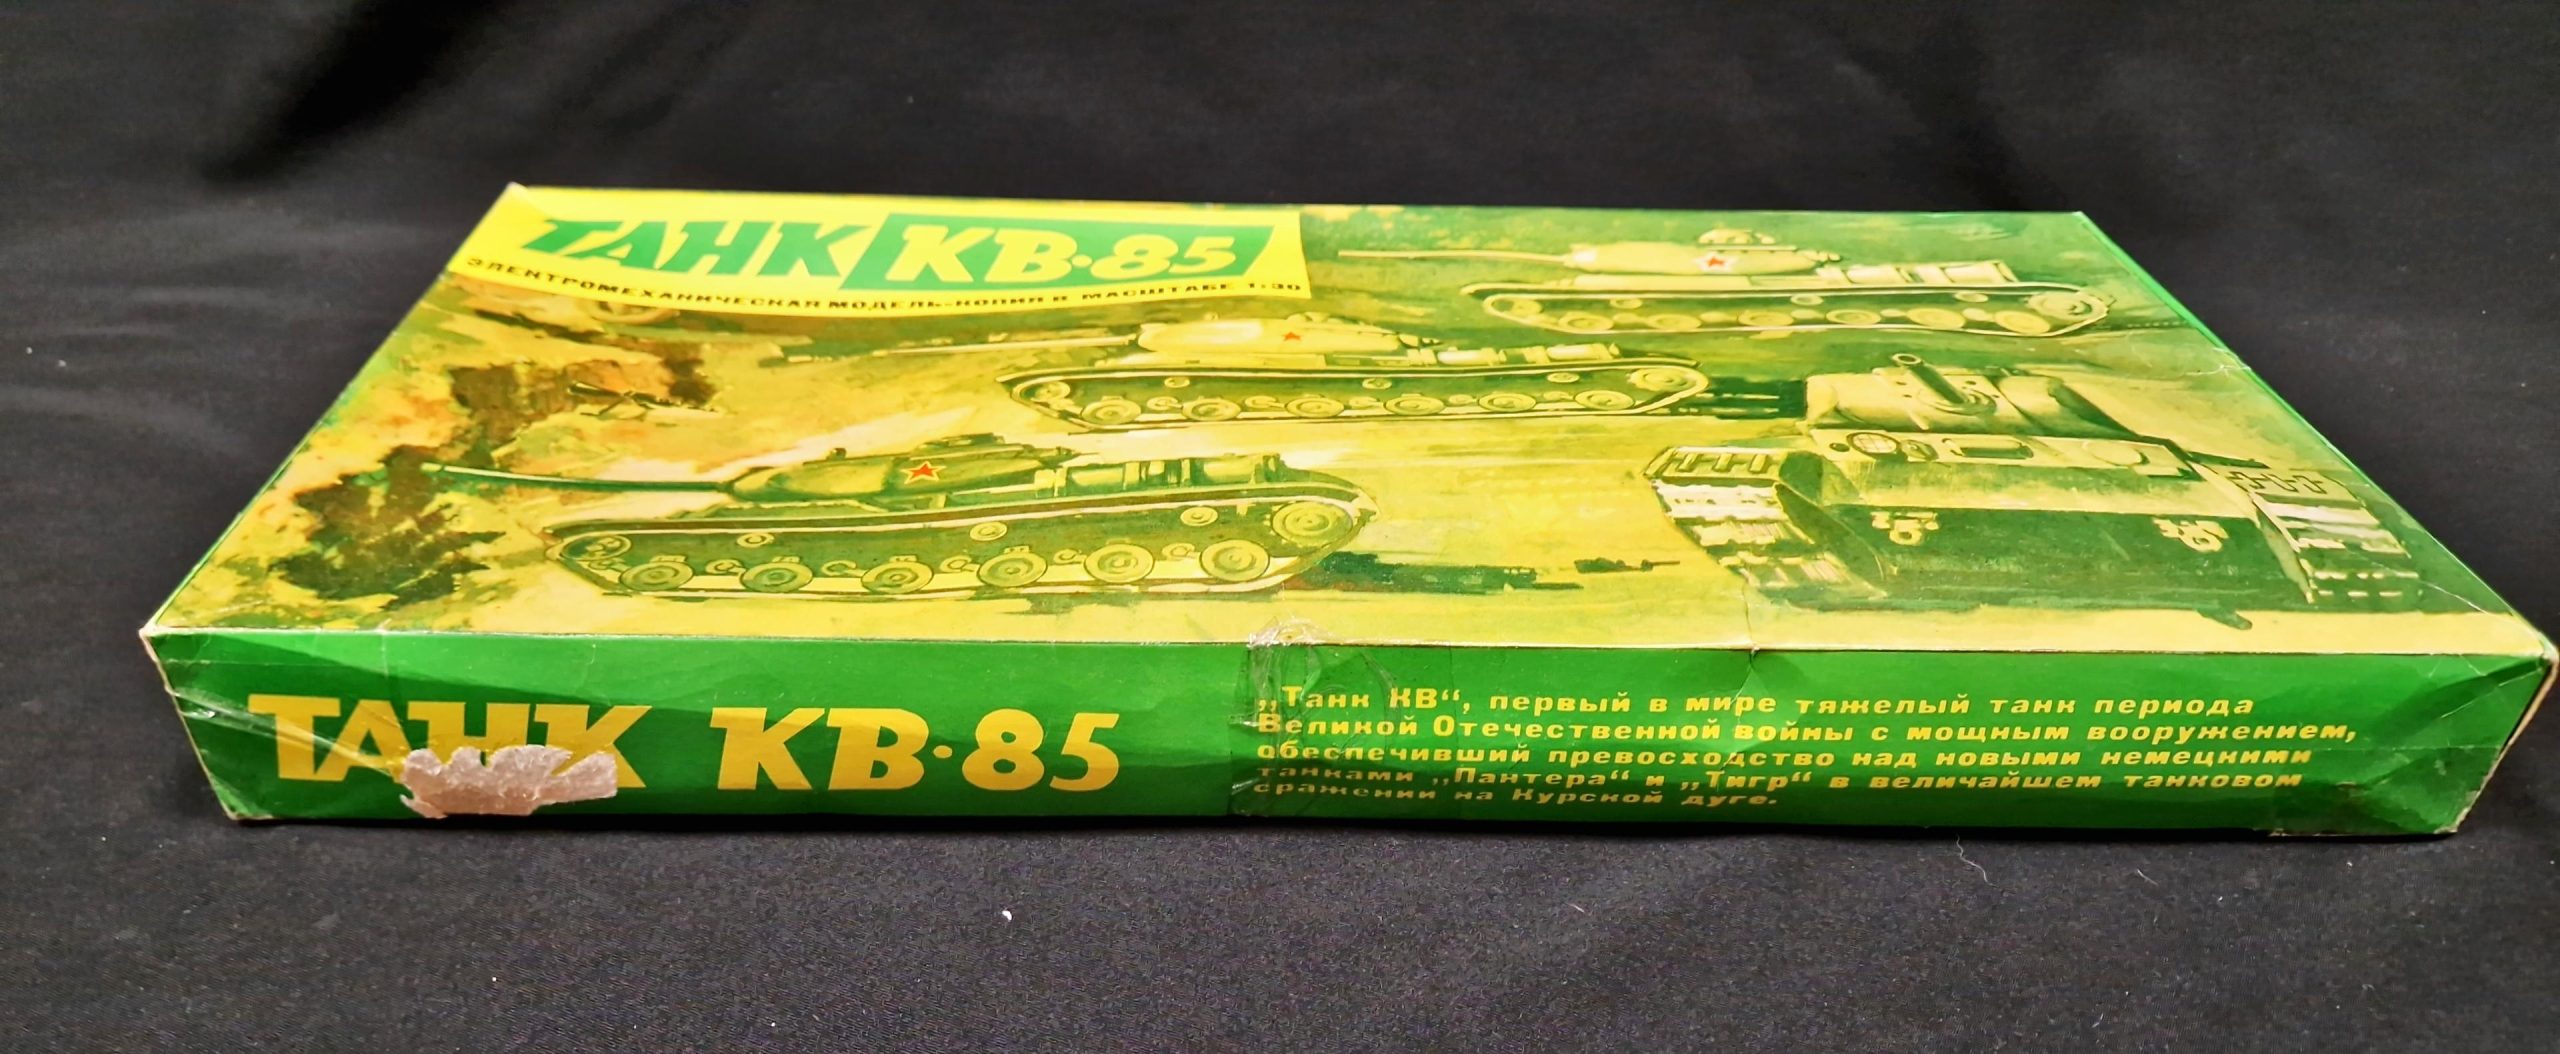 ТАНК КВ·85
ЭЛЕКТРОМЕХАНИЧЕСКАЯ МОДЕЛЬ-КОПИЯ В МАСШТАБЕ 1:30
ТАНК КВ·85
„Танк КВ“, первый в мире тяжелый танк периода
Великой Отечественной войны с мощным вооружением,
обеспечивший превосходство над новыми немецкими
танками „Пантера“ и „Тигр“ в величайшем танковом
сражении на Курской дуге.